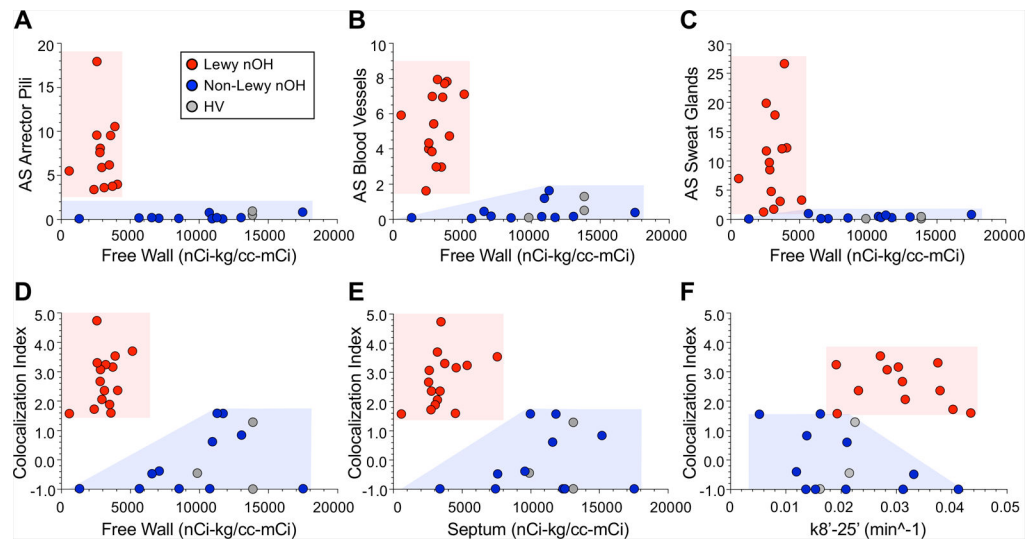 A
B
C
AS Arrector Pili
20
15
10
5
0
0 5000 10000 15000 20000
Free Wall (nCi-kg/cc-mCi)
Lewy nOH
Non-Lewy nOH
HV
AS Blood Vessels
10
8
6
4
2
0
0 5000 10000 15000 20000
Free Wall (nCi-kg/cc-mCi)
AS Sweat Glands
30
25
20
15
10
5
0
0 5000 10000 15000 20000
Free Wall (nCi-kg/cc-mCi)
D
E
F
Colocalization Index
5.0
4.0
3.0
2.0
1.0
0.0
-1.0
0 5000 10000 15000 20000
Free Wall (nCi-kg/cc-mCi)
Colocalization Index
5.0
4.0
3.0
2.0
1.0
0.0
-1.0
0 5000 10000 15000 20000
Septum (nCi-kg/cc-mCi)
Colocalization Index
5.0
4.0
3.0
2.0
1.0
0.0
-1.0
0 0.01 0.02 0.03 0.04 0.05
k8'-25' (min^-1)